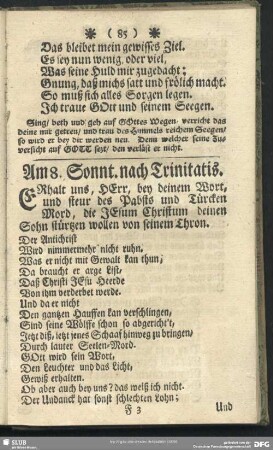 * (85) *
Das bleibet mein gewisses Ziel.
Es sey nun wenig, oder viel,
Was seine Huld mir zugedacht;
Gnung, daß michs satt und frölich macht.
So muß sich alles Sorgen legen.
Ich traue GOtt und seinem Seegen.
Sing/ beth und geh auf GOttes Wegen/ verricht das
deine nur getreu/ und trau des Himmels reichem Seegen/
so wird er bey dir werden neu. Denn welcher seine Zu-
versicht auf GOTT setzt/ den verläst er nicht.
Am 8. Sonnt. nach Trinitatis.
ERhalt uns, HErr, bey deinem Wort,
und steur des Pabsts und Türcken
Mord, die JEsum Christum deinen
Sohn stürzen wollen von seinem Thron.
Der Antichrist
Wird nimmermehr nicht ruhn,
Was er nicht mit Gewalt kan thun;
Da braucht er arge List,
Daß Christi JEsu Heerde
Von ihm verderbet werde.
Und da er nicht
Den gantzen Hauffen kan verschlingen,
Sind seine Wölffe schon so abgericht't,
Jetzt diß, jetzt jenes Schaaf hinweg zu bringen,
Durch lauter Seelen-Mord.
GOtt wird sein Wort,
Den Leuchter und das Licht,
Gewiß erhalten.
Ob aber auch bey uns? das weiß ich nicht.
Der Undanck hat sonst schlechten Lohn;
F 3 Und
SLUB
DFG